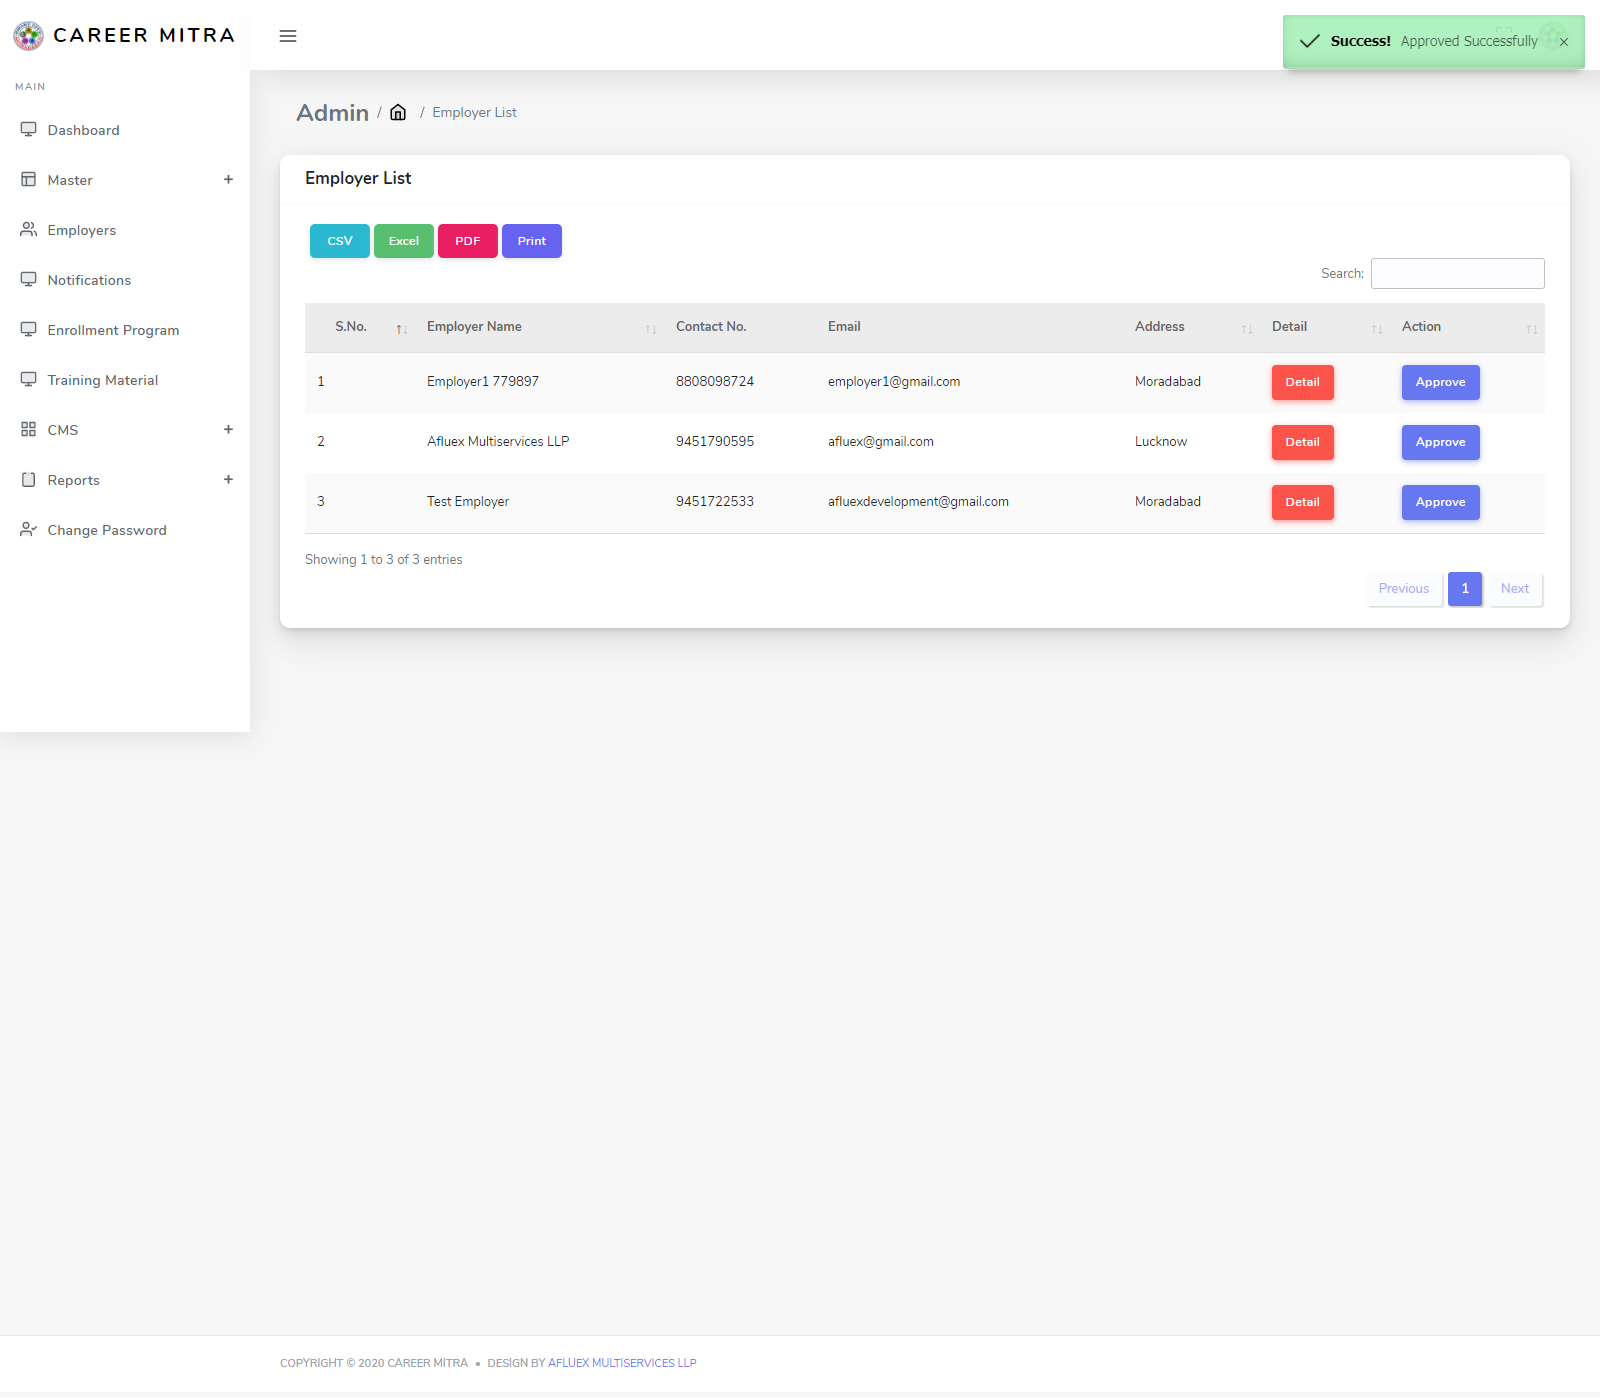 CAREER MITRA
Success! Approved Successfully ×
MAIN
Admin / / Employer List
Dashboard
Master +
Employers
Notifications
Enrollment Program
Training Material
CMS +
Reports +
Change Password
Employer List
CSV Excel PDF Print
Search:
S.No. Employer Name Contact No. Email Address Detail Action
1 Employer1 779897 8808098724 employer1@gmail.com Moradabad Detail Approve
2 Afluex Multiservices LLP 9451790595 afluex@gmail.com Lucknow Detail Approve
3 Test Employer 9451722533 afluexdevelopment@gmail.com Moradabad Detail Approve
Showing 1 to 3 of 3 entries
Previous 1 Next
COPYRIGHT © 2020 CAREER MITRA • DESIGN BY AFLUEX MULTISERVICES LLP